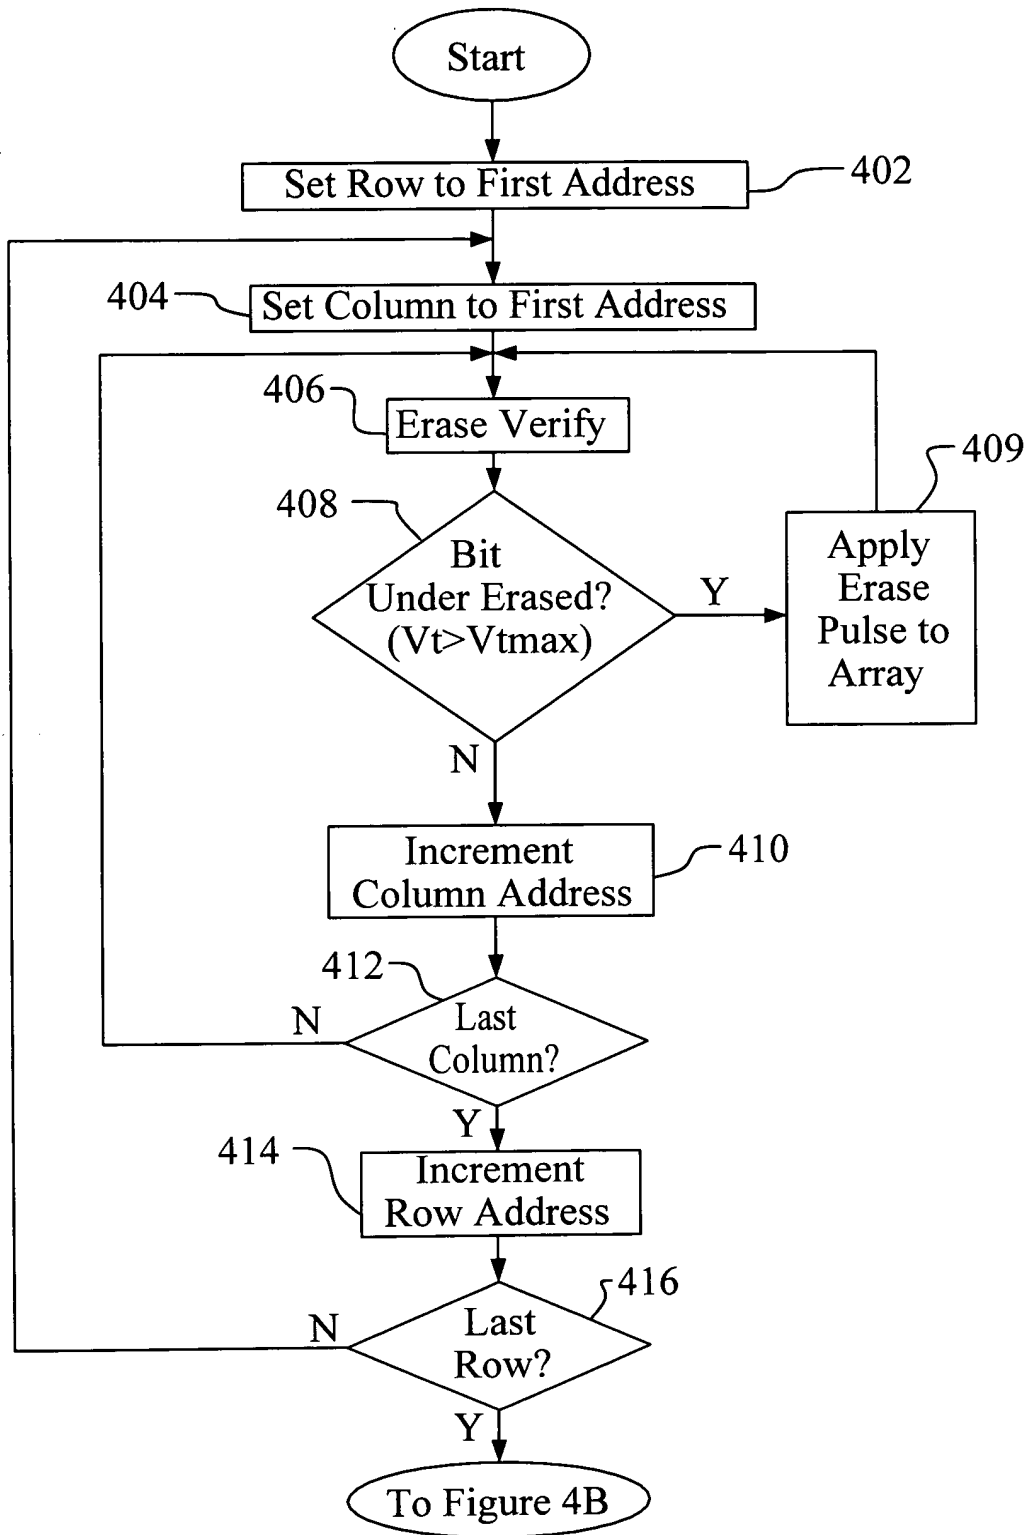 Start
Set Row to First Address
402
404
Set Column to First Address
406
Erase Verify
409
408
Bit
Under Erased?
(Vt>Vtmax)
Y
Apply
Erase
Pulse to
Array
N
Increment
Column Address
410
412
N
Last
Column?
Y
414
Increment
Row Address
416
N
Last
Row?
Y
To Figure 4B